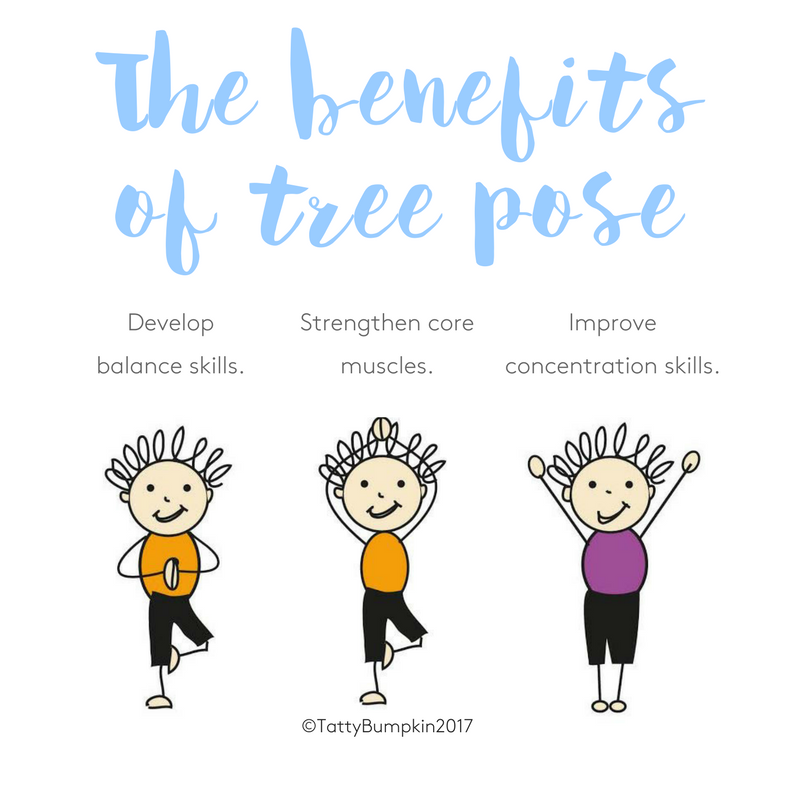 The benefits
of tree pose
Develop
balance skills.
Strengthen core
muscles.
Improve
concentration skills.
©TattyBumpkin2017